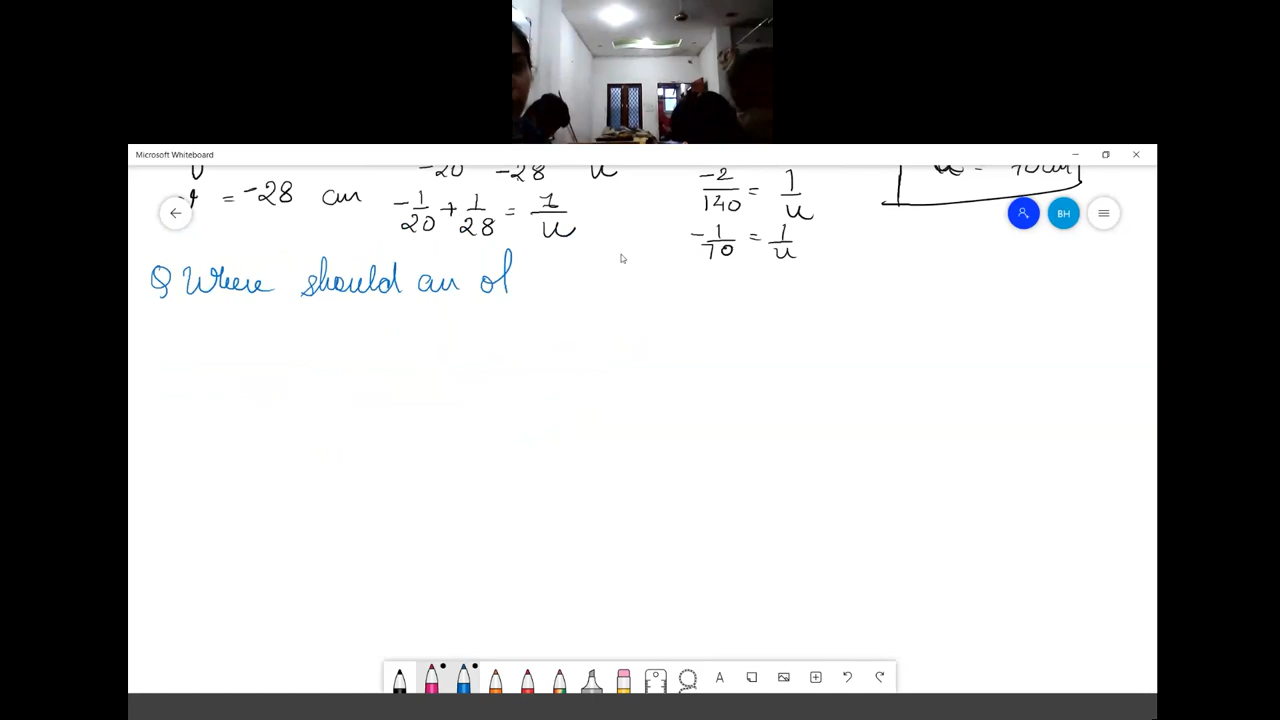 Microsoft Whiteboard
-20 -28 u
= -28 cm
-1/20 + 1/28 = 1/u
-2/140 = 1/u
-1/70 = 1/u
BH
Q Where should an ol
A